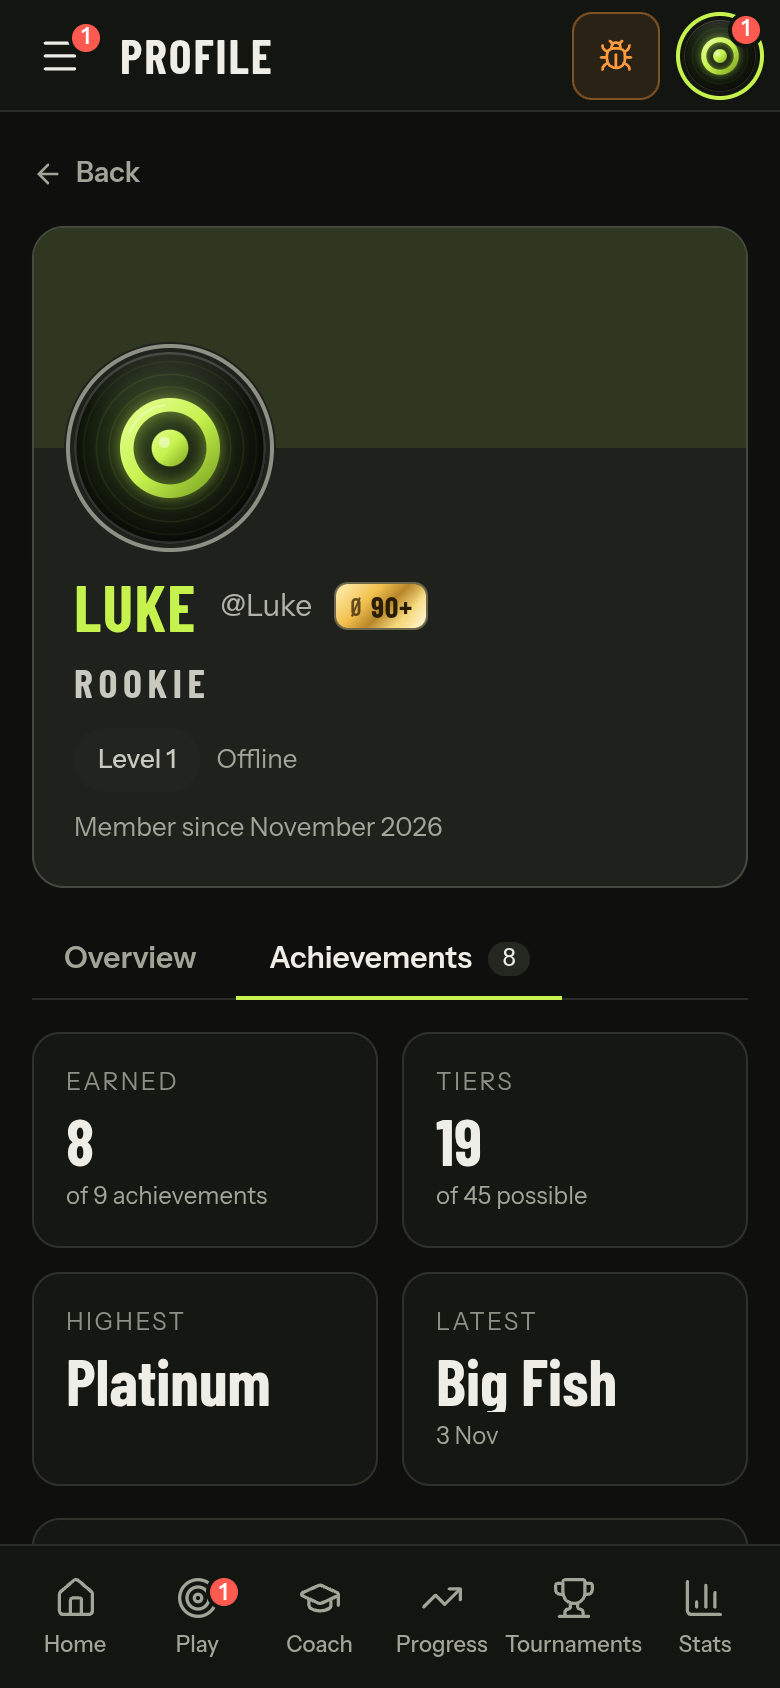 1
PROFILE
1
Back
LUKE @Luke Ø 90+
ROOKIE
Level 1 Offline
Member since November 2026
Overview Achievements 8
EARNED
8
of 9 achievements
TIERS
19
of 45 possible
HIGHEST
Platinum
LATEST
Big Fish
3 Nov
1
Home Play Coach Progress Tournaments Stats